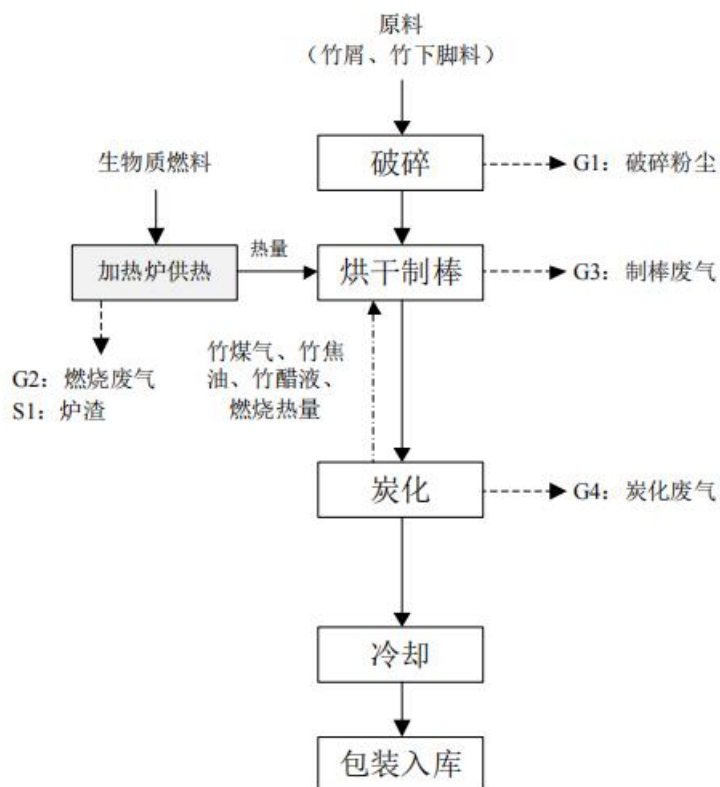 原料
（竹屑、竹下脚料）
破碎
G1：破碎粉尘
生物质燃料
热量
加热炉供热
烘干制棒
G3：制棒废气
竹煤气、竹焦
油、竹醋液、
燃烧热量
G2：燃烧废气
S1：炉渣
炭化
G4：炭化废气
冷却
包装入库